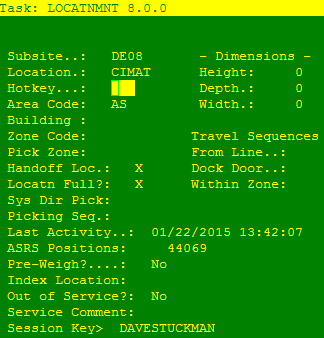 Task: LOCATNMNT 8.0.0
Subsite..: DE08 - Dimensions -
Location.: CIMAT Height: 0
Hotkey...: Depth.: 0
Area Code: AS Width.: 0
Building :
Zone Code: Travel Sequences
Pick Zone: From Line..:
Handoff Loc.: X Dock Door..:
Locatn Full?: X Within Zone:
Sys Dir Pick:
Picking Seq.:
Last Activity..: 01/22/2015 13:42:07
ASRS Positions: 44069
Pre-Weigh?....: No
Index Location:
Out of Service?: No
Service Comment:
Session Key> DAVESTUCKMAN